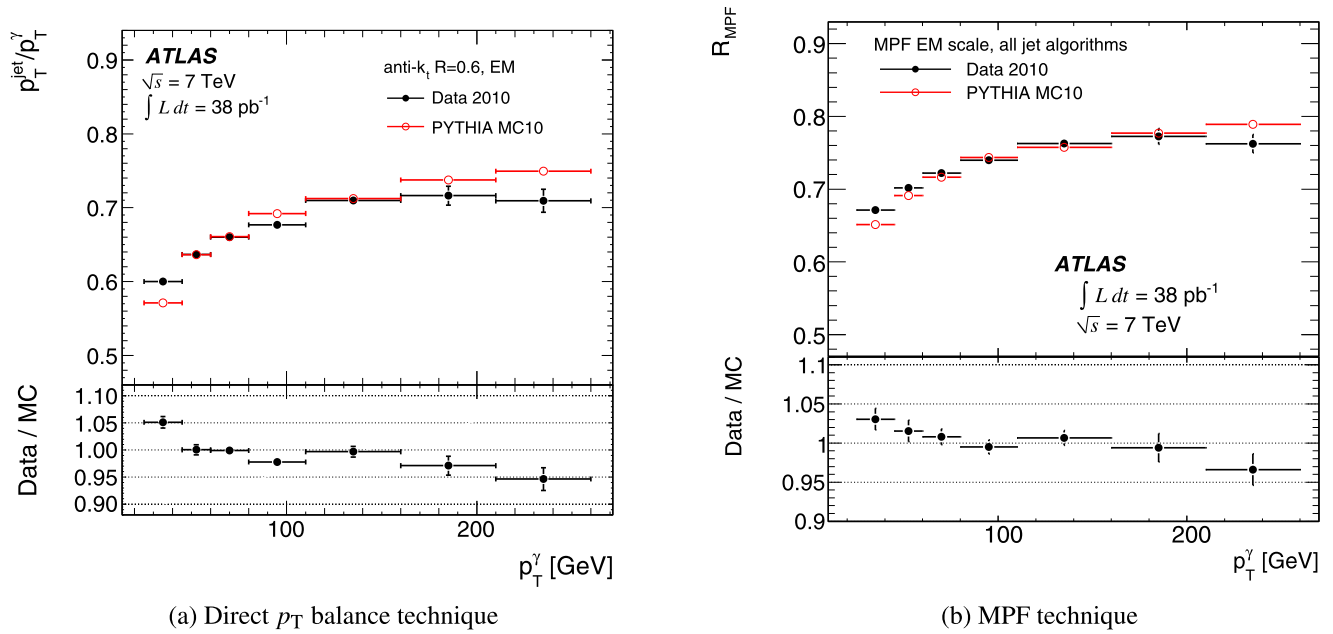 p_T^jet/p_T^γ
0.9
0.8
0.7
0.6
0.5
ATLAS
√s = 7 TeV
∫ L dt = 38 pb⁻¹
anti-k_t R=0.6, EM
Data 2010
PYTHIA MC10
Data / MC
1.10
1.05
1.00
0.95
0.90
100
200
p_T^γ [GeV]
(a) Direct p_T balance technique
R_MPF
0.9
0.8
0.7
0.6
0.5
MPF EM scale, all jet algorithms
Data 2010
PYTHIA MC10
ATLAS
∫ L dt = 38 pb⁻¹
√s = 7 TeV
Data / MC
1.1
1.05
1
0.95
0.9
100
200
p_T^γ [GeV]
(b) MPF technique